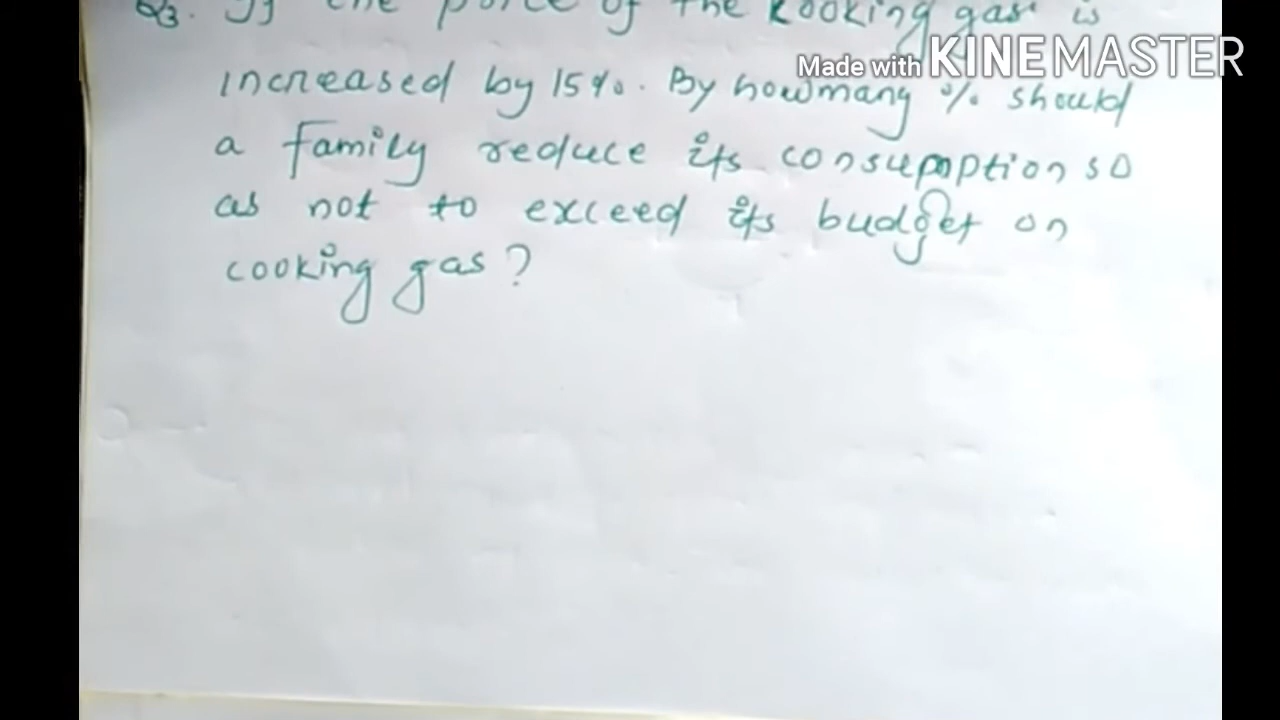 Q3. If the price of the kooking gas is
Made with KINEMASTER
increased by 15%. By howmany % should
a family reduce its consumption so
as not to exceed its budget on
cooking gas?